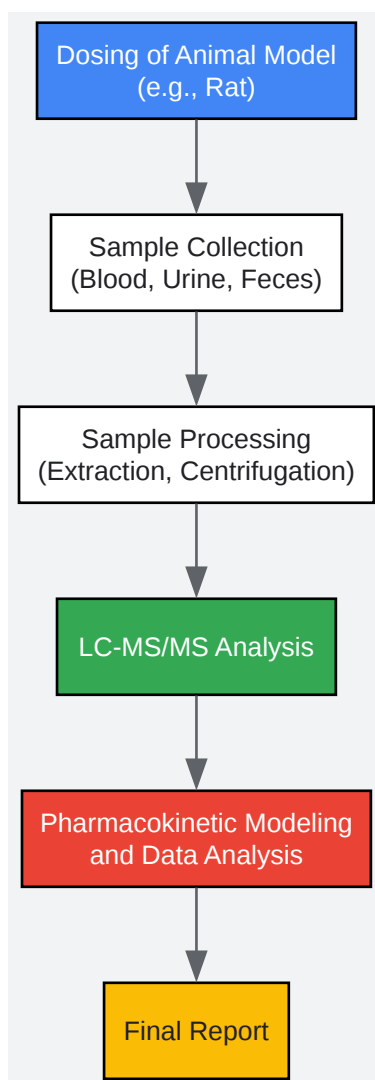 Dosing of Animal Model
(e.g., Rat)
Sample Collection
(Blood, Urine, Feces)
Sample Processing
(Extraction, Centrifugation)
LC-MS/MS Analysis
Pharmacokinetic Modeling
and Data Analysis
Final Report